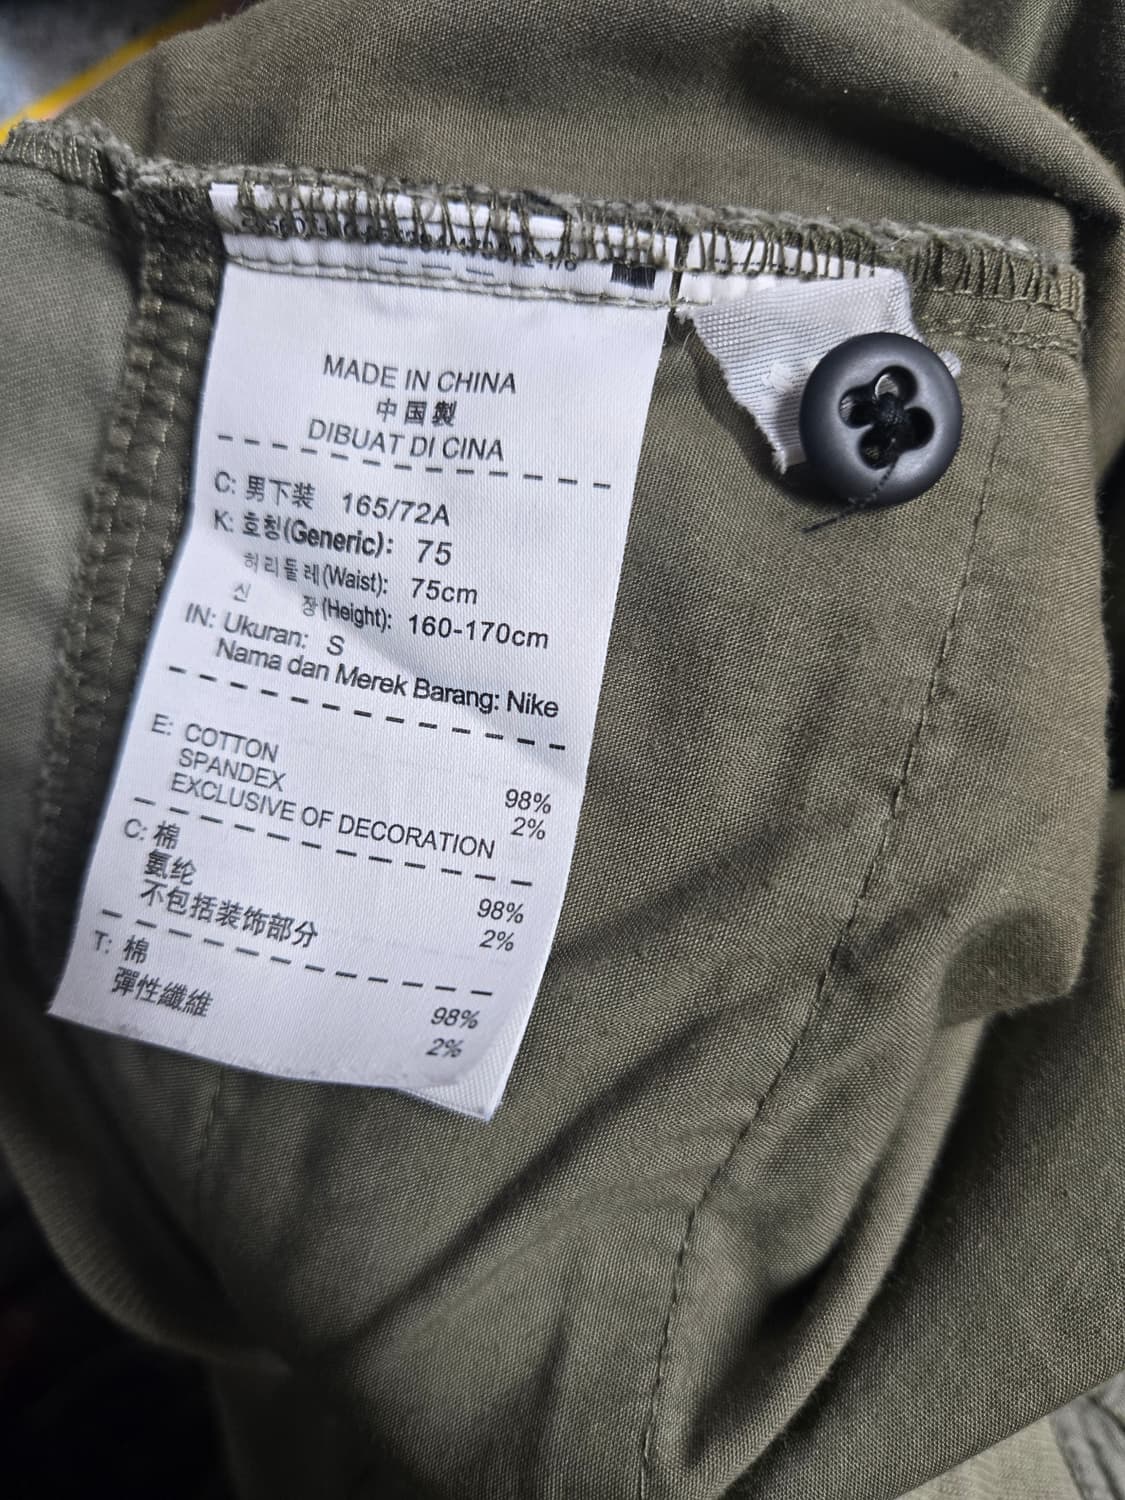 MADE IN CHINA
中国製
DIBUAT DI CINA
C: 男下装 165/72A
K: 호칭(Generic): 75
허리둘레(Waist): 75cm
신 장(Height): 160-170cm
IN: Ukuran: S
Nama dan Merek Barang: Nike
E: COTTON 98%
SPANDEX 2%
EXCLUSIVE OF DECORATION
C: 棉 98%
氨纶 2%
不包括装饰部分
T: 棉 98%
彈性纖維 2%